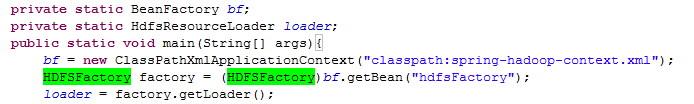 private static BeanFactory bf;
private static HdfsResourceLoader loader;
public static void main(String[] args){
bf = new ClassPathXmlApplicationContext("classpath:spring-hadoop-context.xml");
HDFSFactory factory = (HDFSFactory)bf.getBean("hdfsFactory");
loader = factory.getLoader();